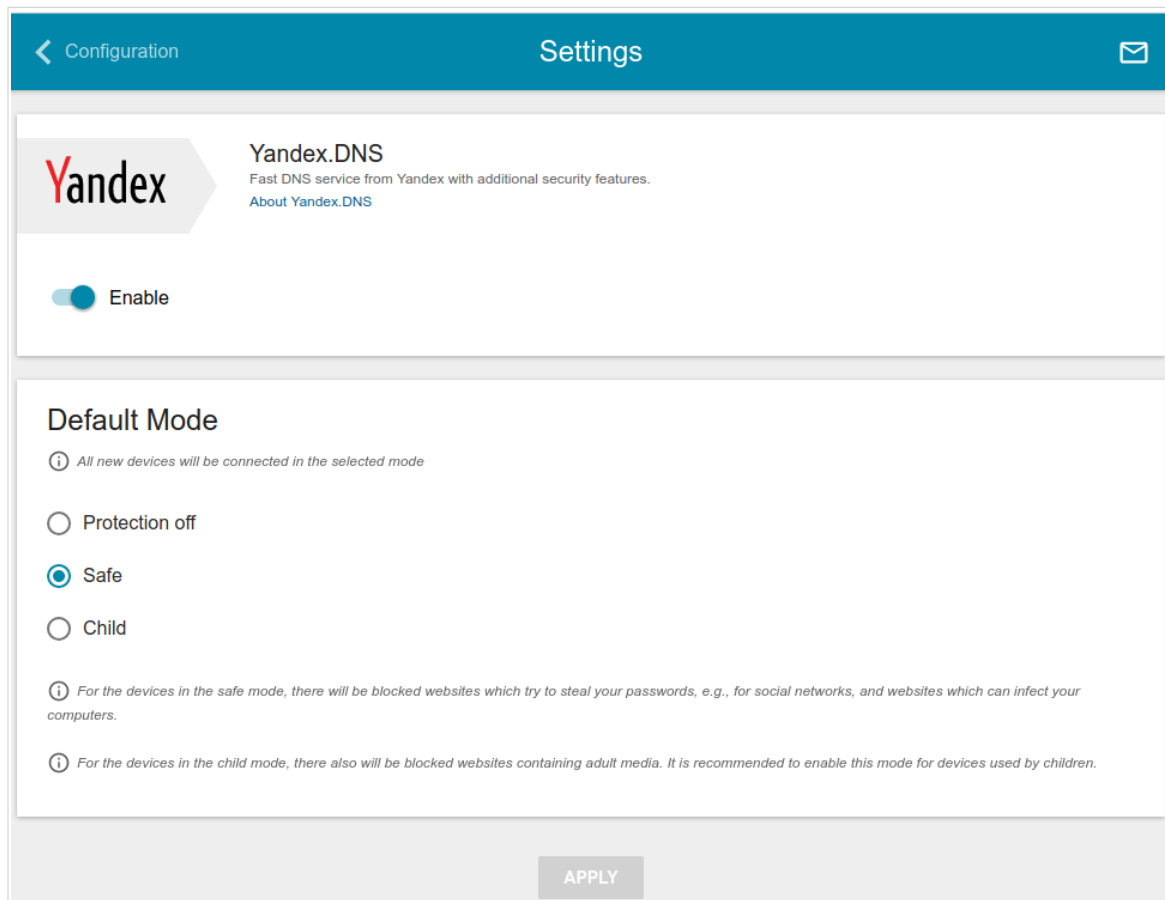 Configuration
Settings
Yandex
Yandex.DNS
Fast DNS service from Yandex with additional security features.
About Yandex.DNS
Enable
Default Mode
All new devices will be connected in the selected mode
Protection off
Safe
Child
For the devices in the safe mode, there will be blocked websites which try to steal your passwords, e.g., for social networks, and websites which can infect your
computers.
For the devices in the child mode, there also will be blocked websites containing adult media. It is recommended to enable this mode for devices used by children.
APPLY